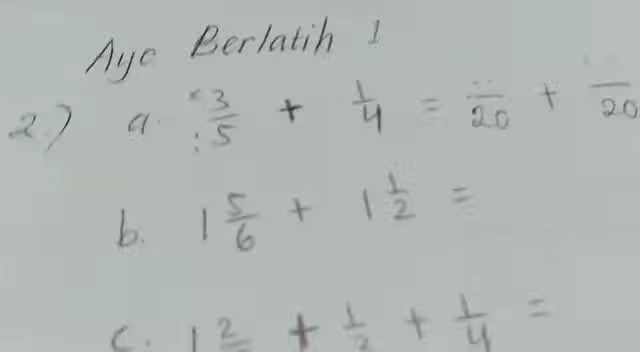 Ayo Berlatih 1
2.) a. 3/5 + 1/4 = ../20 + ../20
b. 1 5/6 + 1 1/2 =
c. 1 2/ + 1/2 + 1/4 =